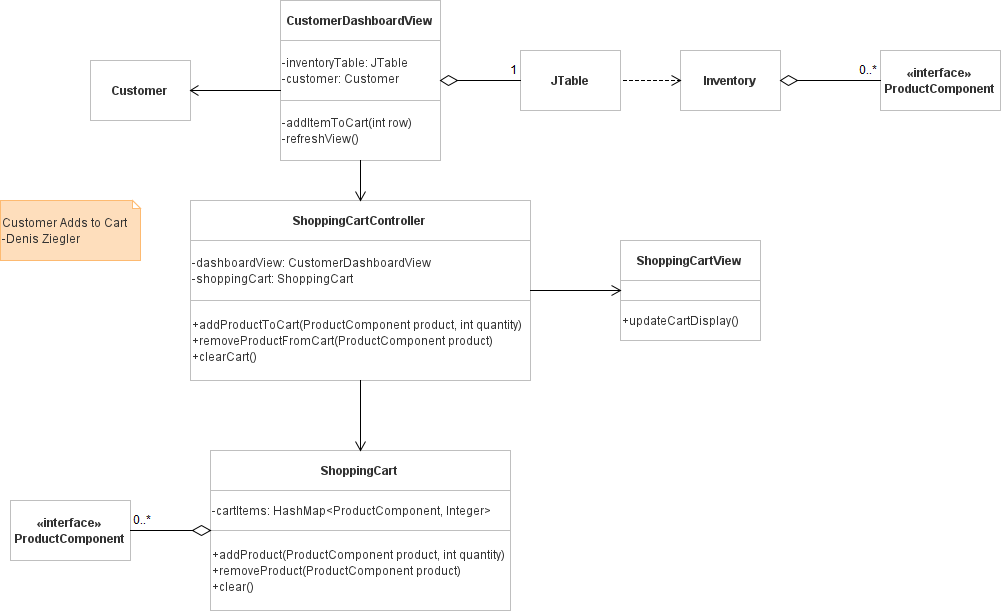 CustomerDashboardView
-inventoryTable: JTable
-customer: Customer
-addItemToCart(int row)
-refreshView()
Customer
1
JTable
Inventory
0..*
«interface»
ProductComponent
Customer Adds to Cart
-Denis Ziegler
ShoppingCartController
-dashboardView: CustomerDashboardView
-shoppingCart: ShoppingCart
+addProductToCart(ProductComponent product, int quantity)
+removeProductFromCart(ProductComponent product)
+clearCart()
ShoppingCartView
+updateCartDisplay()
ShoppingCart
-cartItems: HashMap<ProductComponent, Integer>
+addProduct(ProductComponent product, int quantity)
+removeProduct(ProductComponent product)
+clear()
«interface»
ProductComponent
0..*